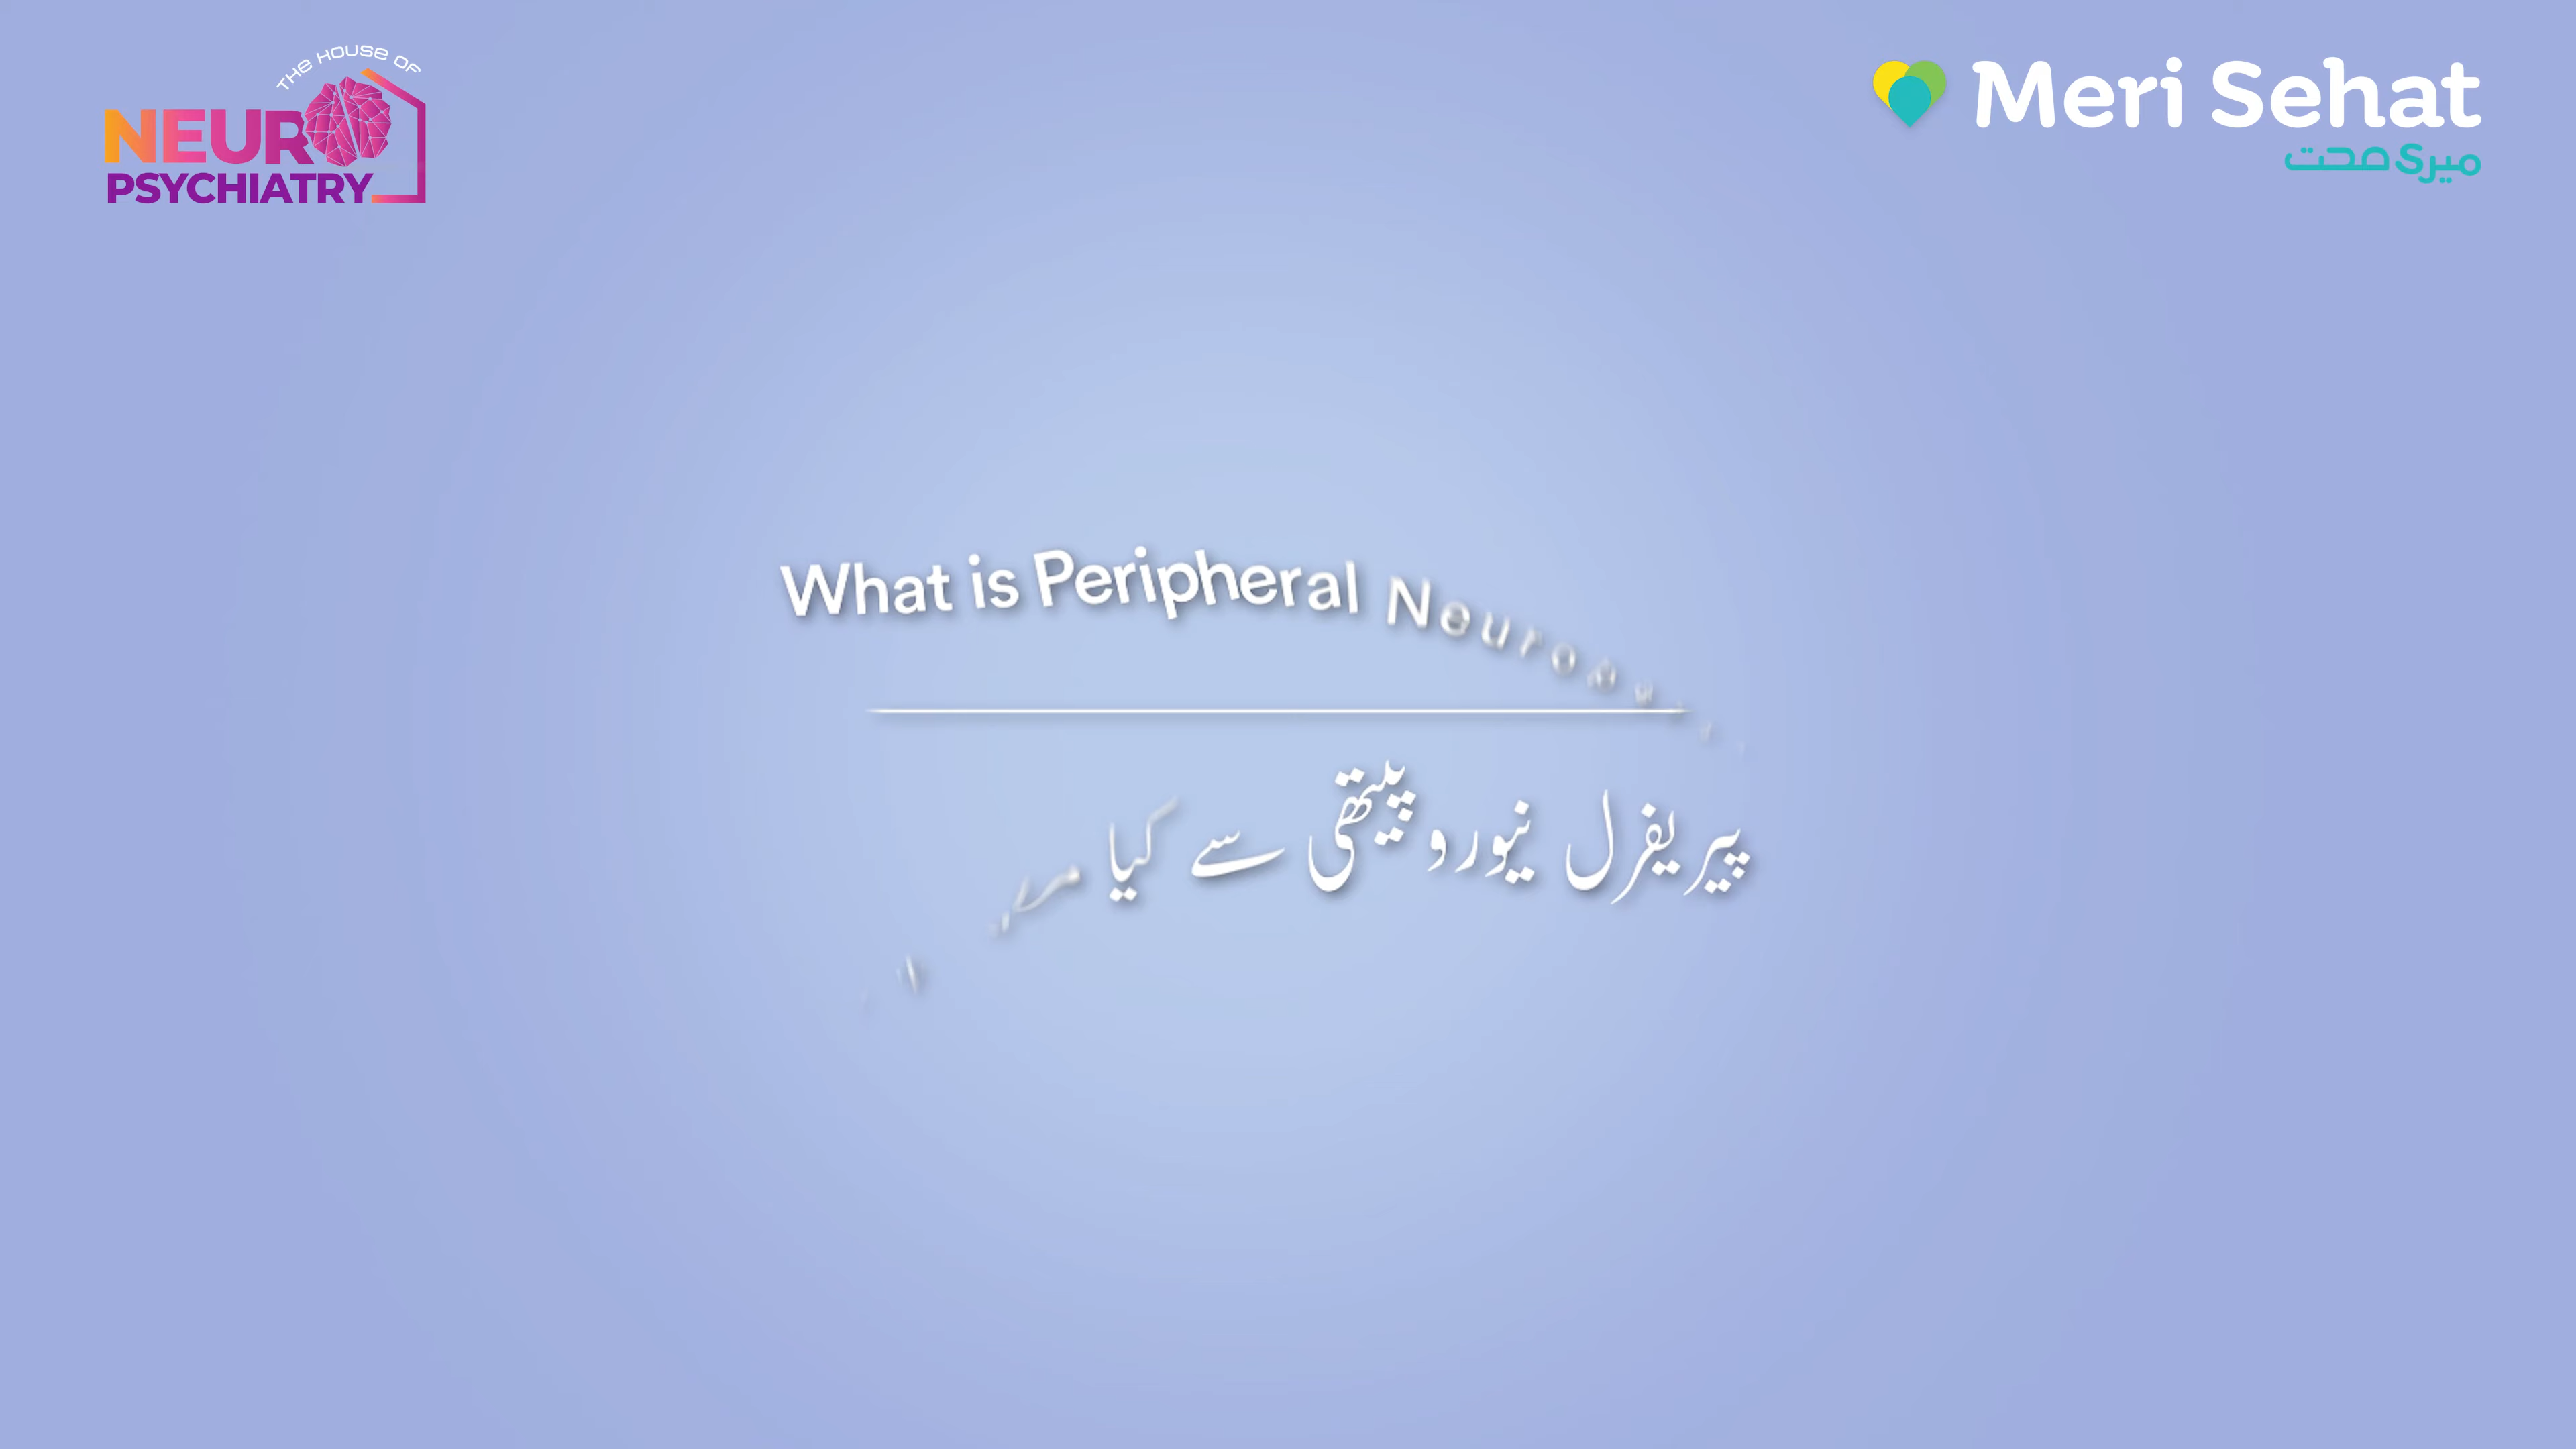 THE HOUSE OF
NEURO
PSYCHIATRY
Meri Sehat
میری صحت
What is Peripheral
پیریفرل نیوروپیتھی سے کیا